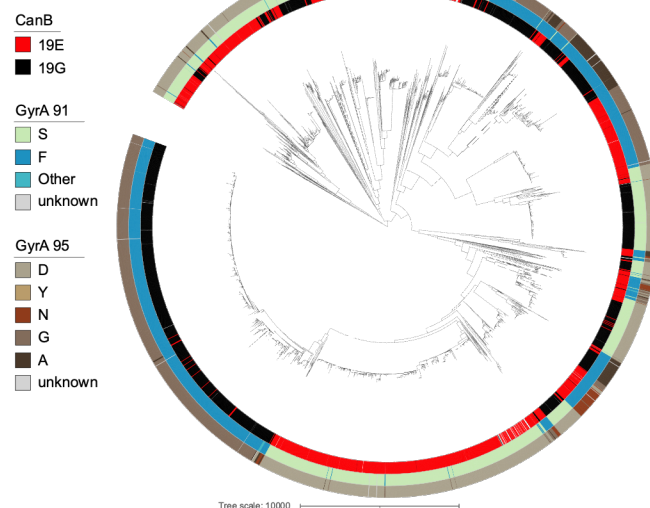 CanB
19E
19G
GyrA 91
S
F
Other
unknown
GyrA 95
D
Y
N
G
A
unknown
Tree scale: 10000